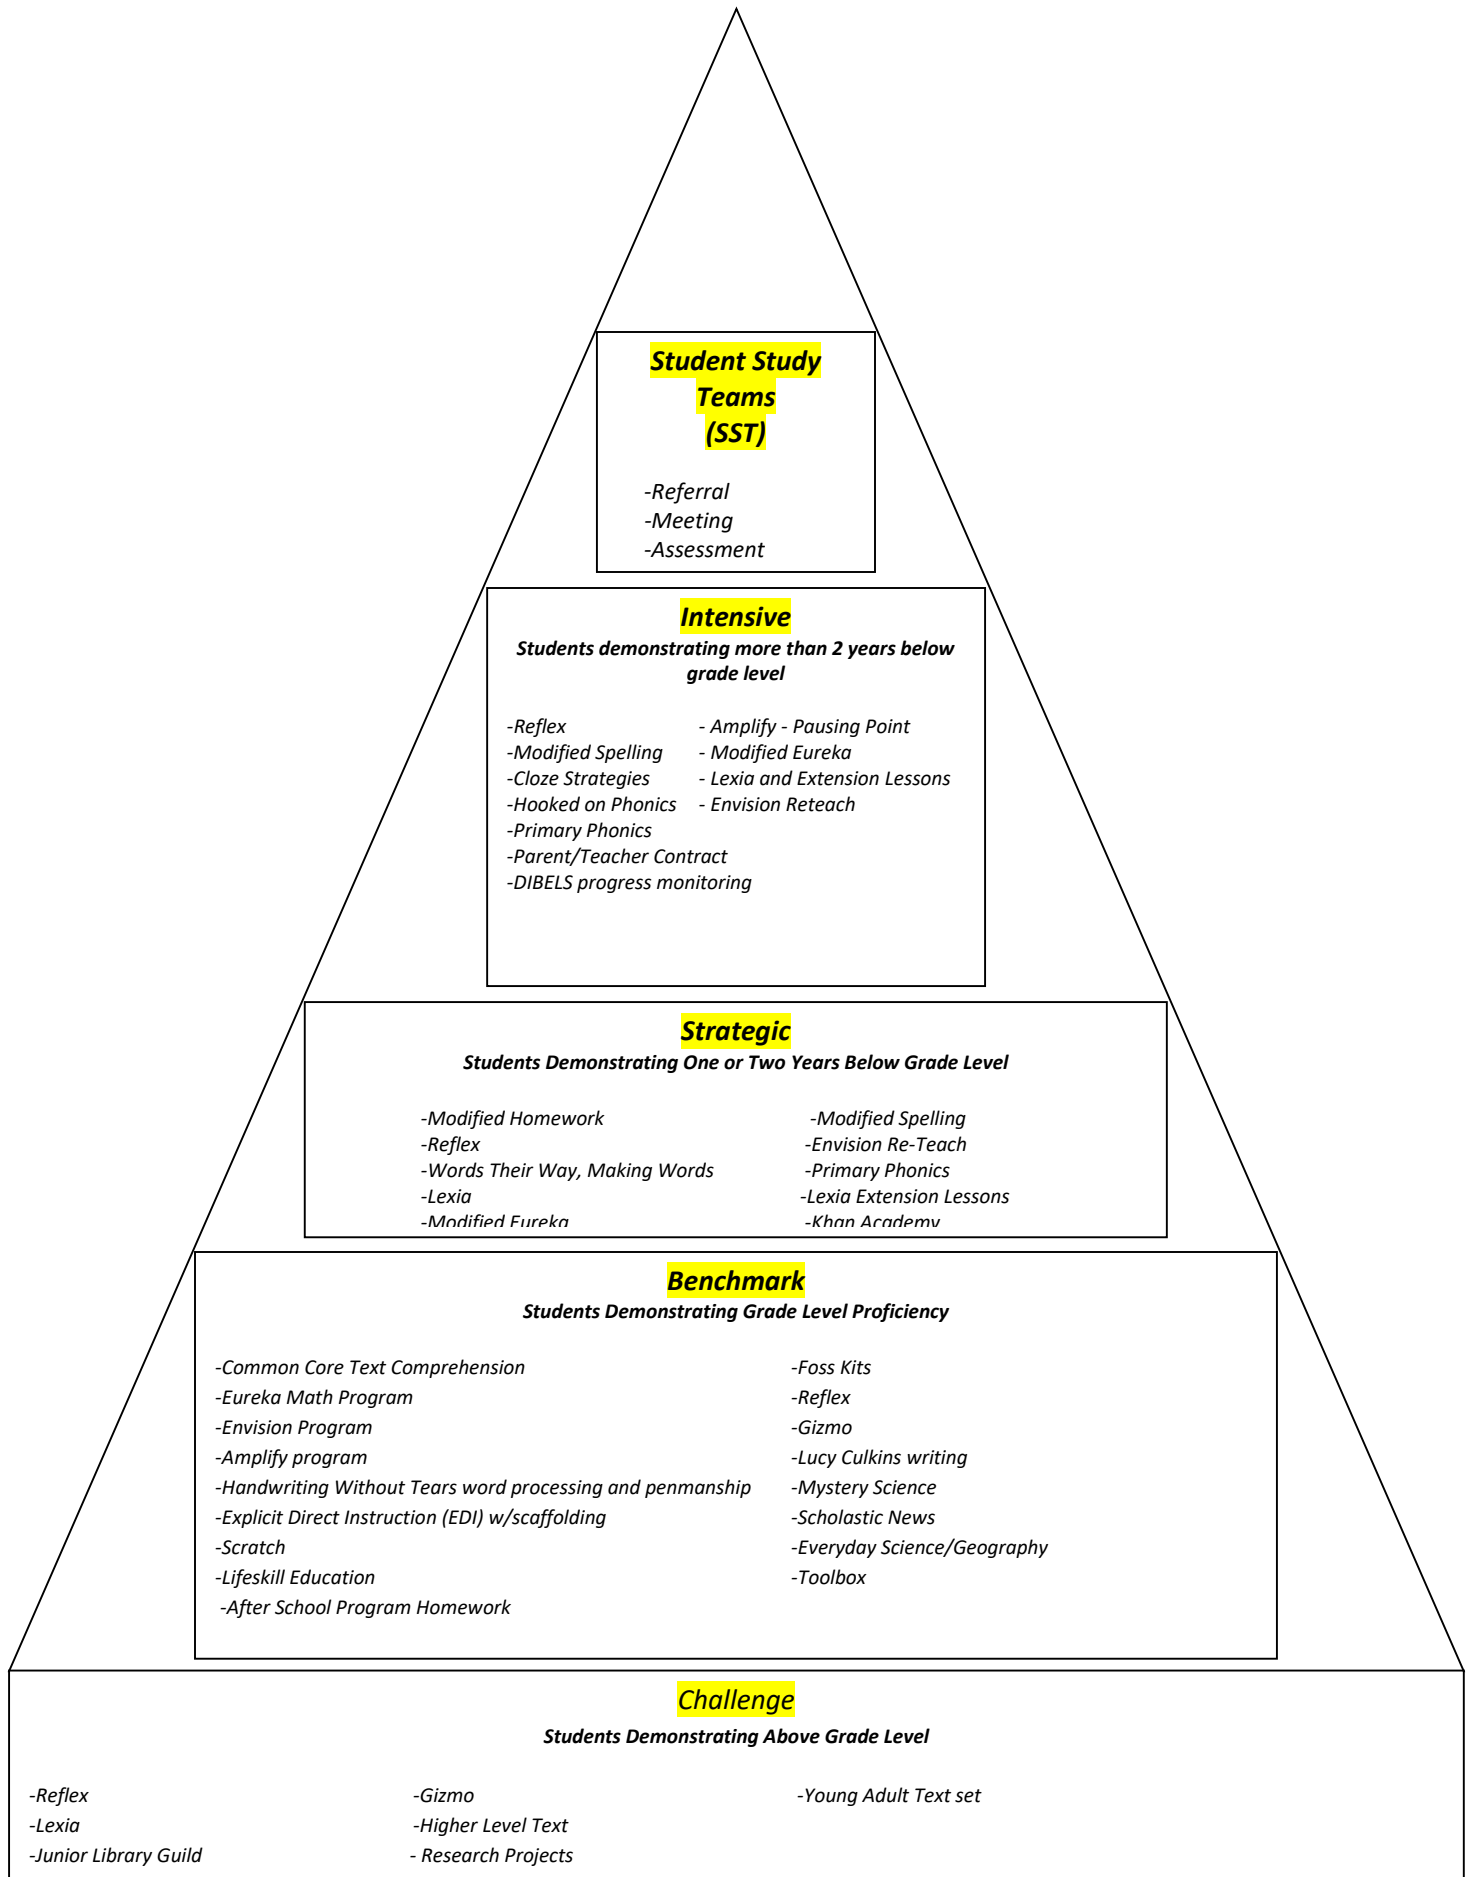 Student Study
Teams
(SST)
-Referral
-Meeting
-Assessment
Intensive
Students demonstrating more than 2 years below
grade level
-Reflex - Amplify - Pausing Point
-Modified Spelling - Modified Eureka
-Cloze Strategies - Lexia and Extension Lessons
-Hooked on Phonics - Envision Reteach
-Primary Phonics
-Parent/Teacher Contract
-DIBELS progress monitoring
Strategic
Students Demonstrating One or Two Years Below Grade Level
-Modified Homework -Modified Spelling
-Reflex -Envision Re-Teach
-Words Their Way, Making Words -Primary Phonics
-Lexia -Lexia Extension Lessons
-Modified Eureka -Khan Academy
Benchmark
Students Demonstrating Grade Level Proficiency
-Common Core Text Comprehension -Foss Kits
-Eureka Math Program -Reflex
-Envision Program -Gizmo
-Amplify program -Lucy Culkins writing
-Handwriting Without Tears word processing and penmanship -Mystery Science
-Explicit Direct Instruction (EDI) w/scaffolding -Scholastic News
-Scratch -Everyday Science/Geography
-Lifeskill Education -Toolbox
-After School Program Homework
Challenge
Students Demonstrating Above Grade Level
-Reflex -Gizmo -Young Adult Text set
-Lexia -Higher Level Text
-Junior Library Guild - Research Projects